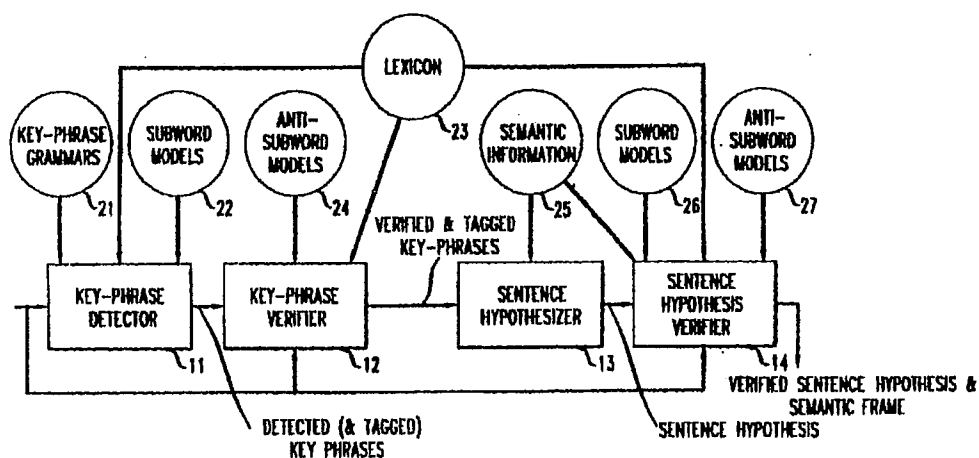 LEXICON
23
KEY-PHRASE
GRAMMARS
21
SUBWORD
MODELS
22
ANTI-
SUBWORD
MODELS
24
SEMANTIC
INFORMATION
25
SUBWORD
MODELS
26
ANTI-
SUBWORD
MODELS
27
VERIFIED & TAGGED
KEY-PHRASES
KEY-PHRASE
DETECTOR
11
KEY-PHRASE
VERIFIER
12
SENTENCE
HYPOTHESIZER
13
SENTENCE
HYPOTHESIS
VERIFIER
14
DETECTED (& TAGGED)
KEY PHRASES
SENTENCE HYPOTHESIS
VERIFIED SENTENCE HYPOTHESIS &
SEMANTIC FRAME